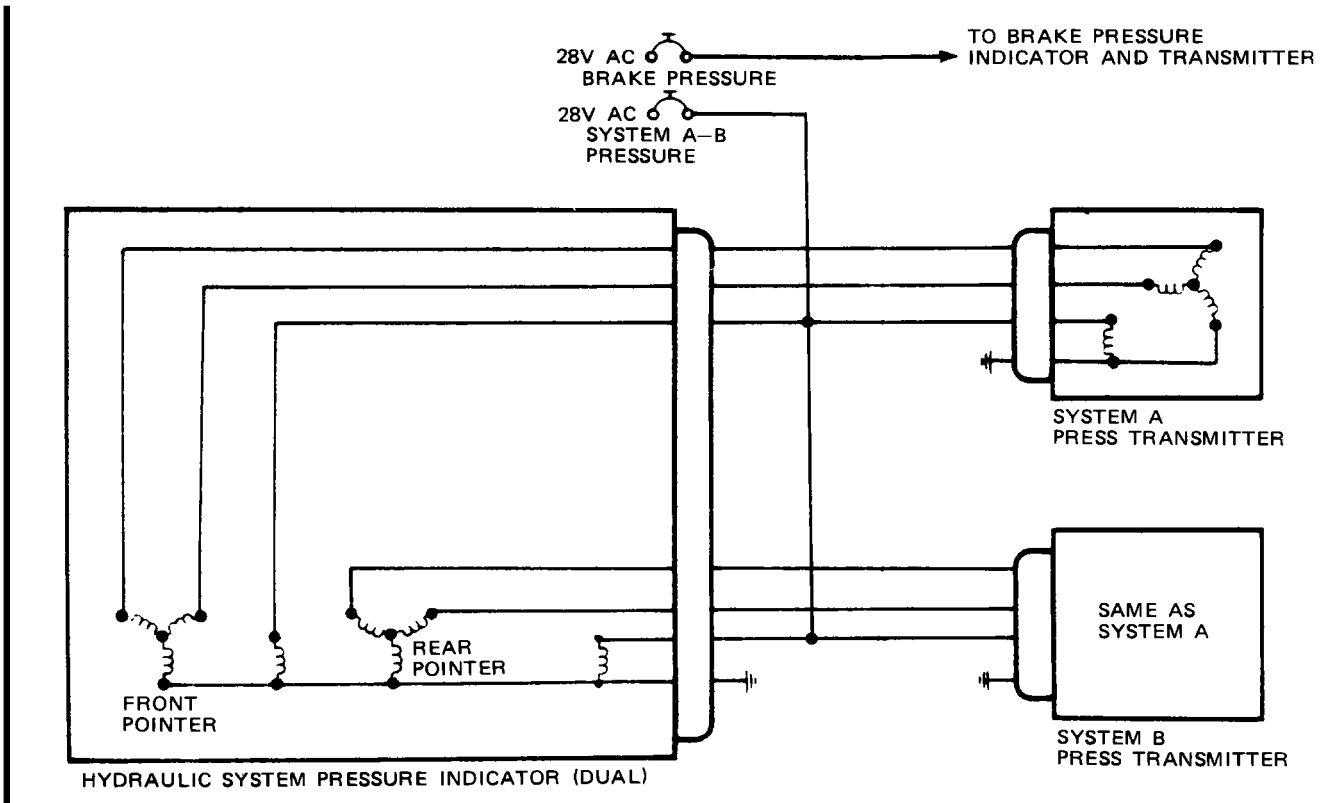 TO BRAKE PRESSURE
INDICATOR AND TRANSMITTER
28V AC
BRAKE PRESSURE
28V AC
SYSTEM A–B
PRESSURE
SYSTEM A
PRESS TRANSMITTER
SAME AS
SYSTEM A
REAR
POINTER
FRONT
POINTER
SYSTEM B
PRESS TRANSMITTER
HYDRAULIC SYSTEM PRESSURE INDICATOR (DUAL)